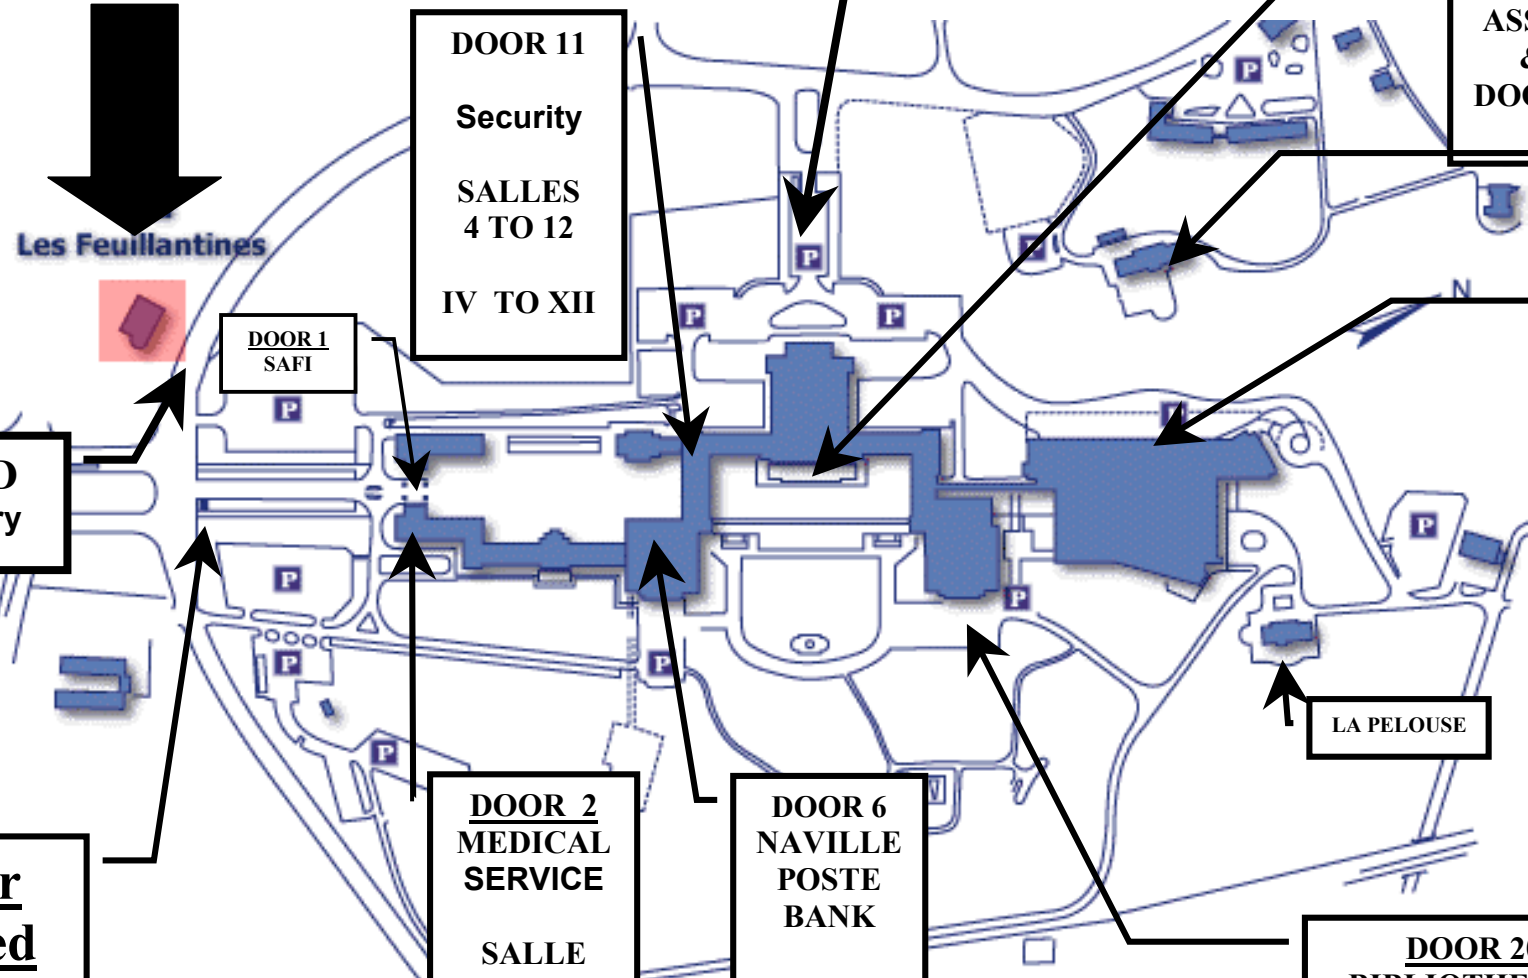 DOOR 11
Security
SALLES
4 TO 12
IV TO XII
Les Feuillantines
DOOR 1
SAFI
P
P
P
P
P
P
P
P
P
P
P
P
P
P
N
LA PELOUSE
DOOR 2
MEDICAL
SERVICE
SALLE
DOOR 6
NAVILLE
POSTE
BANK